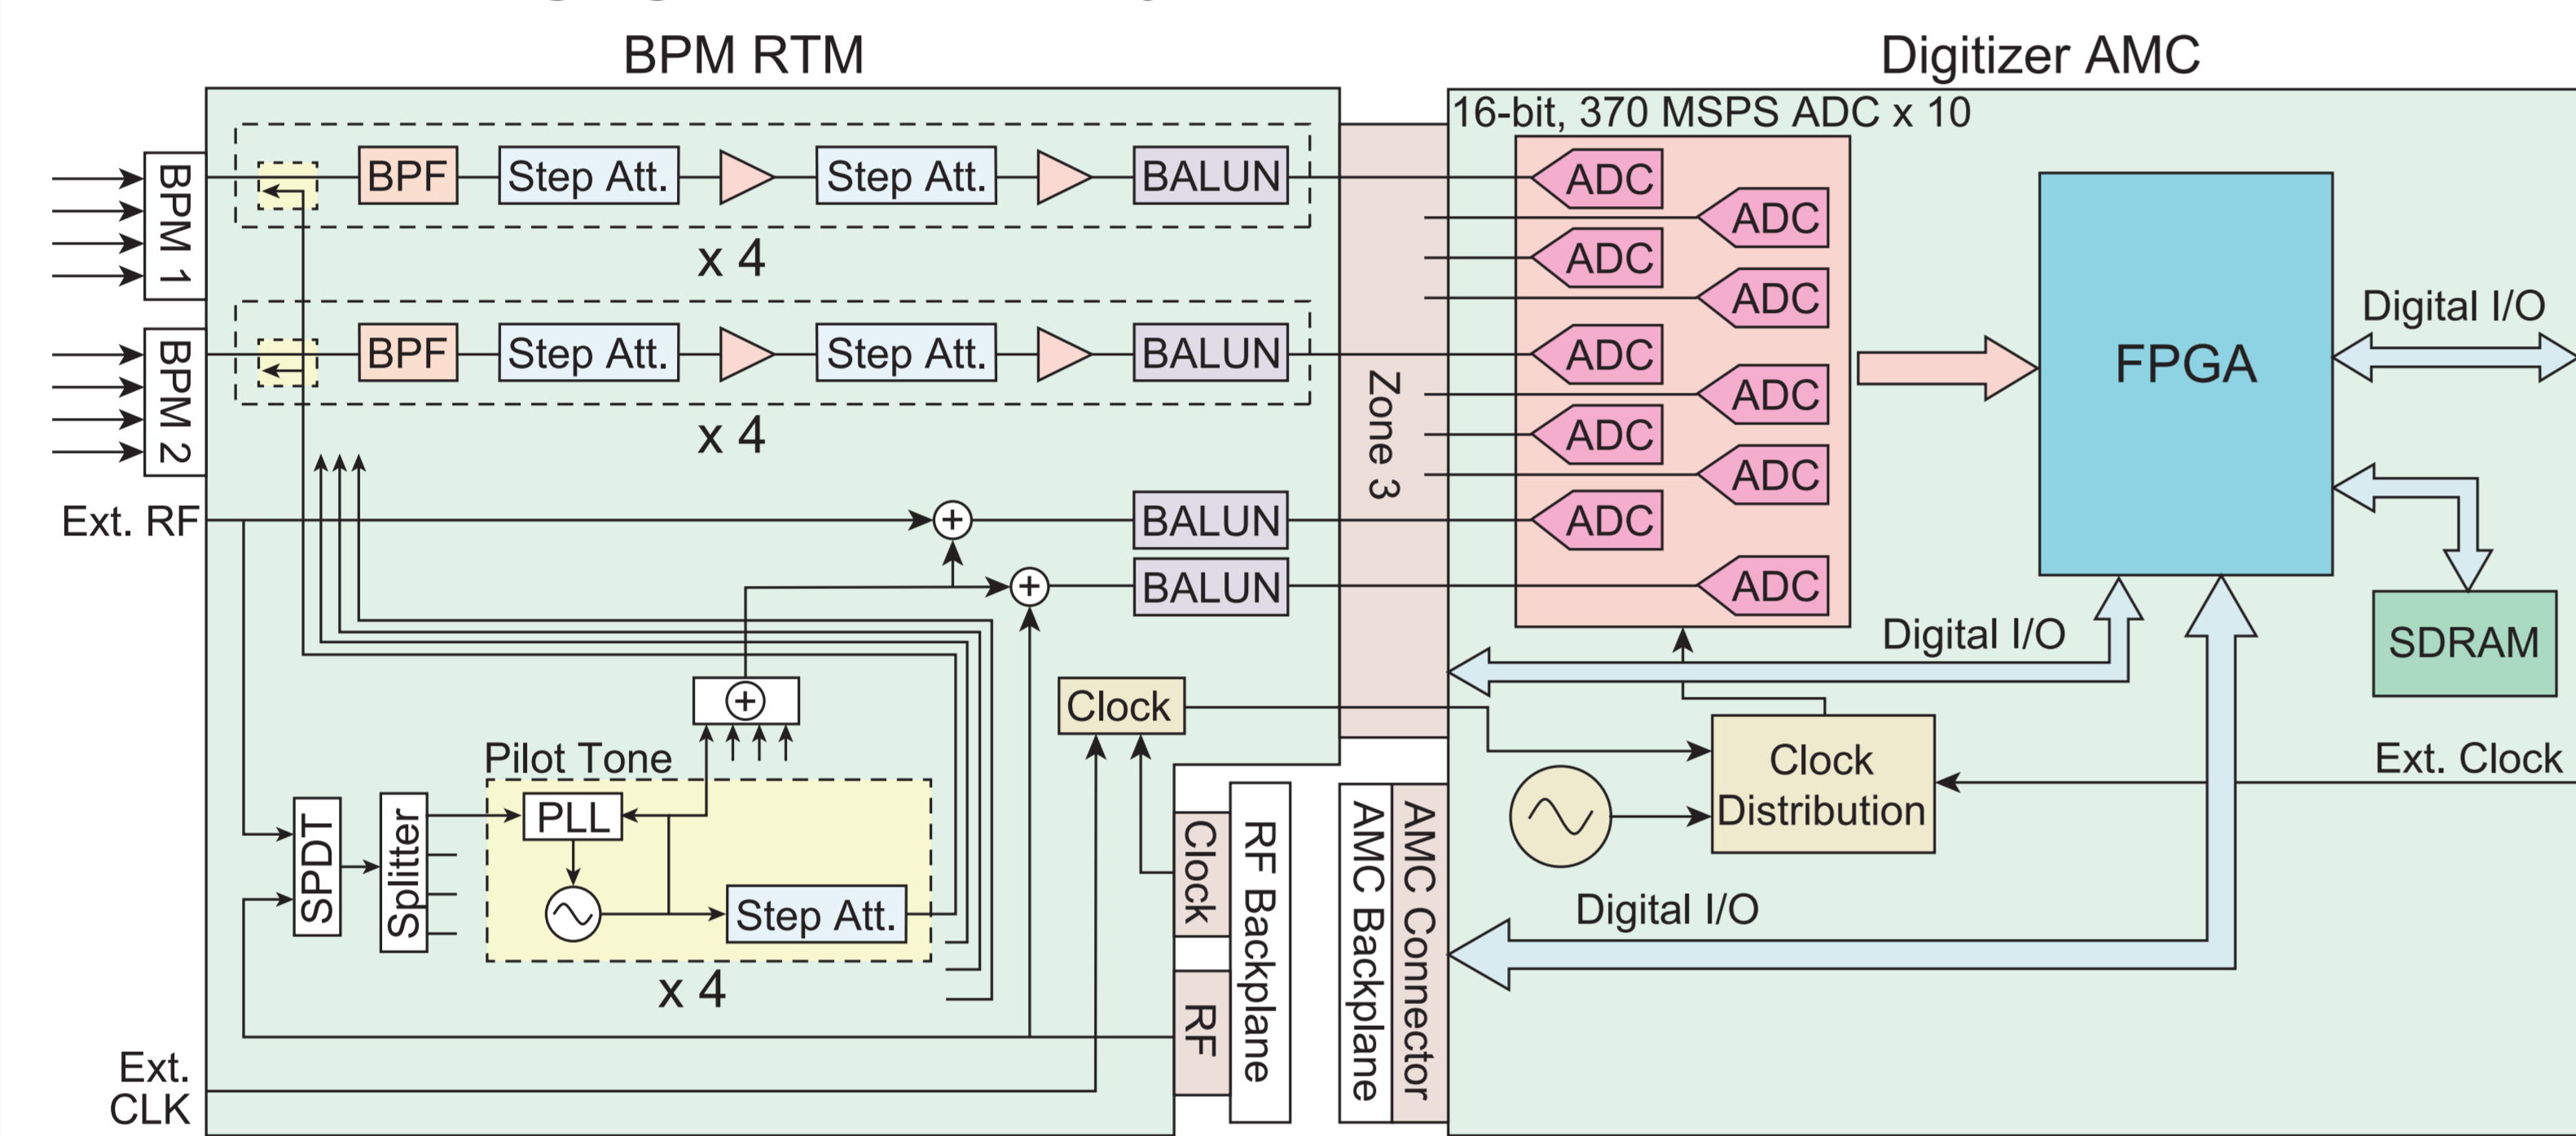 BPM RTM
Digitizer AMC
16-bit, 370 MSPS ADC x 10
BPM 1
BPF
Step Att.
Step Att.
BALUN
x 4
BPM 2
BPF
Step Att.
Step Att.
BALUN
x 4
Zone 3
ADC
ADC
ADC
ADC
ADC
ADC
ADC
ADC
ADC
ADC
FPGA
Digital I/O
SDRAM
Ext. RF
+
BALUN
+
BALUN
Digital I/O
+
Clock
Pilot Tone
PLL
Step Att.
x 4
SPDT
Splitter
Clock
RF
RF Backplane
AMC Backplane
AMC Connector
Clock
Distribution
Ext. Clock
Digital I/O
Ext.
CLK